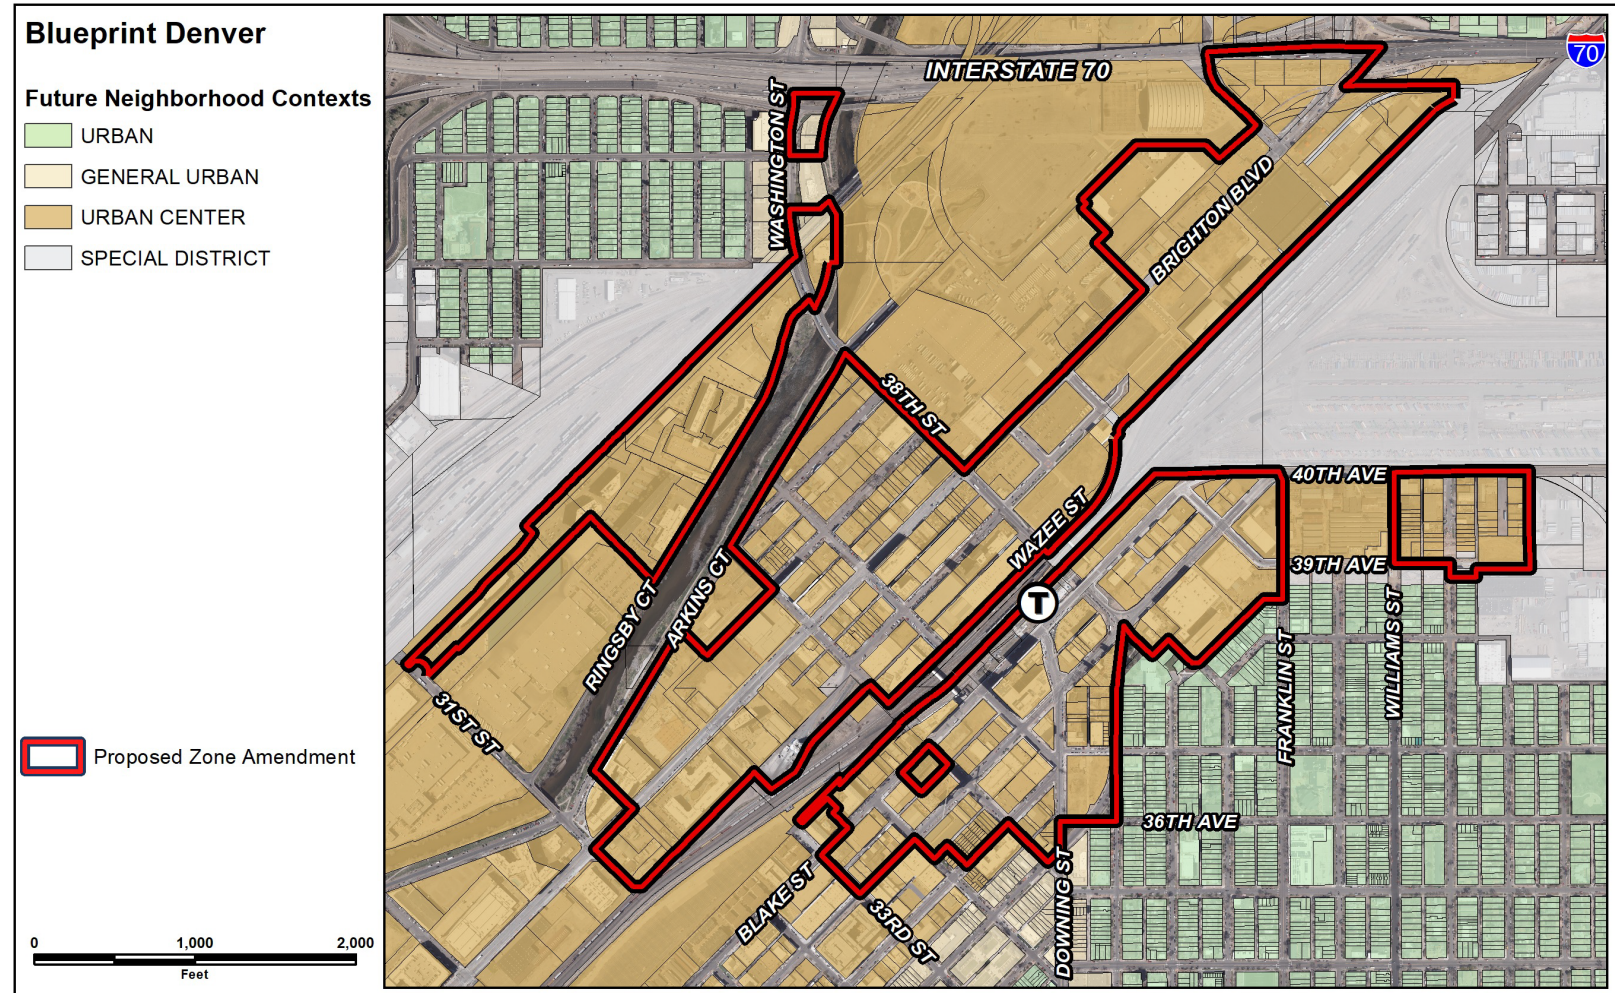 Blueprint Denver
Future Neighborhood Contexts
URBAN
GENERAL URBAN
URBAN CENTER
SPECIAL DISTRICT
Proposed Zone Amendment
0 1,000 2,000
Feet
INTERSTATE 70
70
WASHINGTON ST
BRIGHTON BLVD
38TH ST
40TH AVE
WAZEE ST
39TH AVE
ARKINS CT
RINGSBY CT
T
WILLIAMS ST
FRANKLIN ST
31ST ST
36TH AVE
BLAKE ST
33RD ST
DOWNING ST